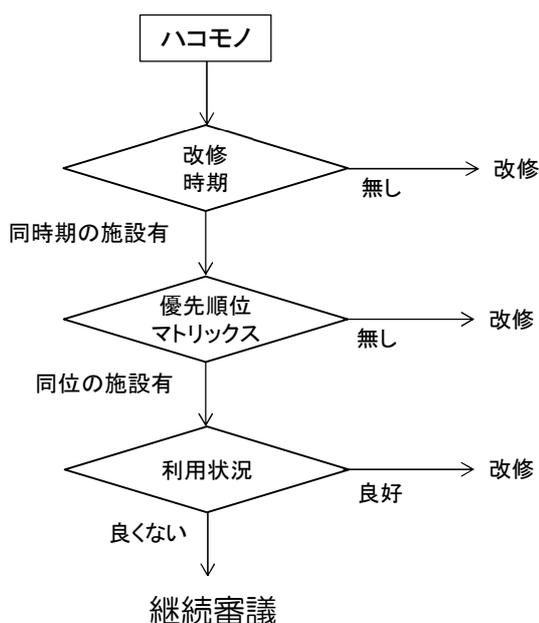 ハコモノ
改修
時期
改修
無し
同時期の施設有
優先順位
マトリックス
改修
無し
同位の施設有
利用状況
改修
良好
良くない
継続審議